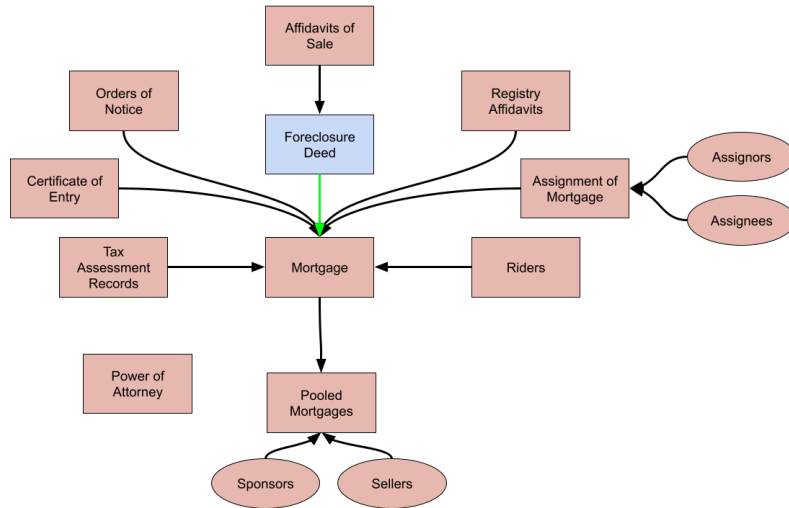 Affidavits of
Sale
Orders of
Notice
Registry
Affidavits
Foreclosure
Deed
Assignors
Certificate of
Entry
Assignment of
Mortgage
Assignees
Tax
Assessment
Records
Mortgage
Riders
Power of
Attorney
Pooled
Mortgages
Sponsors
Sellers